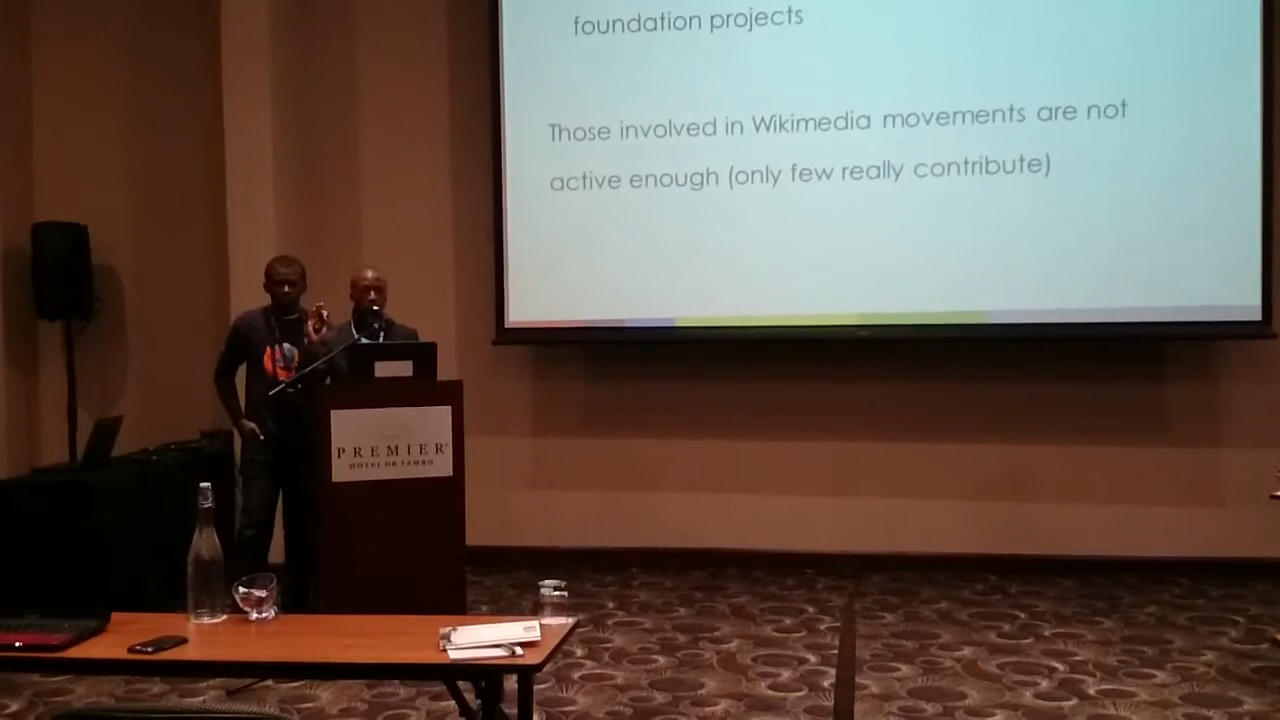 foundation projects
Those involved in Wikimedia movements are not
active enough (only few really contribute)
PREMIER
HOTEL OR TAMBO